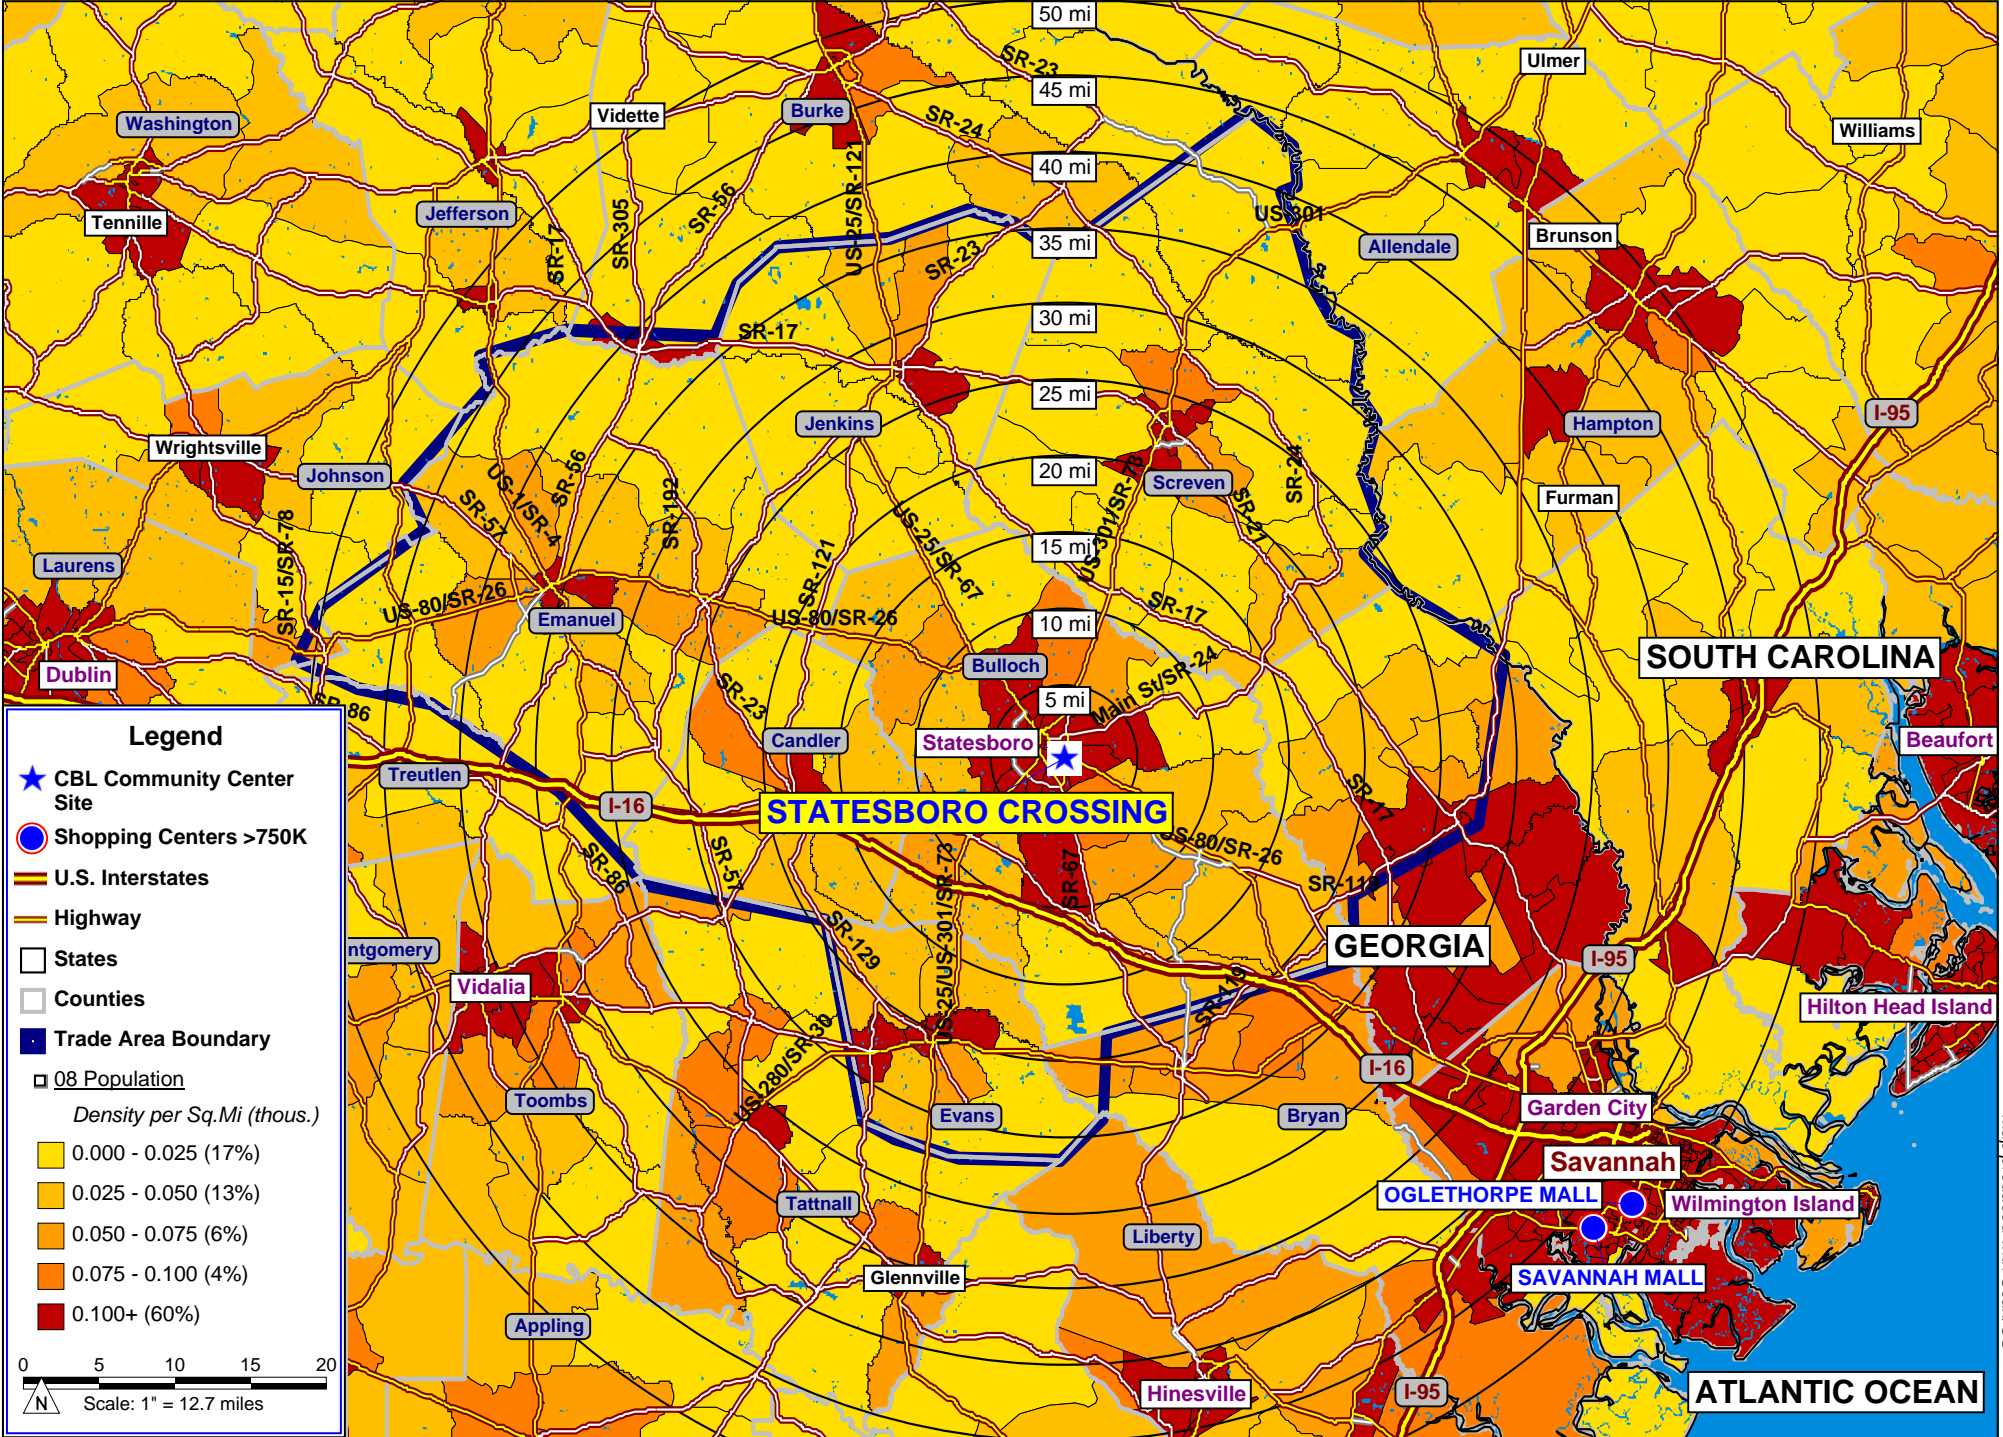 50 mi
SR-23
Ulmer
45 mi
Washington
Vidette
Burke
SR-24
Williams
US-25/SR-121
40 mi
SR-56
Tennille
Jefferson
SR-305
SR-17
US-301
Brunson
35 mi
Allendale
SR-23
30 mi
SR-17
25 mi
I-95
Jenkins
Hampton
Wrightsville
Johnson
US-1/SR-4
SR-56
SR-57
SR-192
20 mi
US-301/SR-73
Screven
SR-24
Furman
SR-21
SR-15/SR-78
US-25/SR-67
15 mi
Laurens
SR-121
US-80/SR-26
Emanuel
US-80/SR-26
SR-17
10 mi
Bulloch
SOUTH CAROLINA
Dublin
SR-86
SR-23
5 mi
Main St/SR-24
Candler
Statesboro
Beaufort
Treutlen
I-16
STATESBORO CROSSING
SR-17
SR-86
SR-57
US-80/SR-26
SR-67
SR-119
US-25/US-301/SR-73
SR-129
ntgomery
GEORGIA
I-95
Vidalia
SR-119
Hilton Head Island
US-280/SR-30
I-16
Toombs
Evans
Bryan
Garden City
Savannah
OGLETHORPE MALL
Wilmington Island
Tattnall
Liberty
Glennville
SAVANNAH MALL
Appling
Hinesville
I-95
ATLANTIC OCEAN
Legend
CBL Community Center
Site
Shopping Centers >750K
U.S. Interstates
Highway
States
Counties
Trade Area Boundary
08 Population
Density per Sq.Mi (thous.)
0.000 - 0.025 (17%)
0.025 - 0.050 (13%)
0.050 - 0.075 (6%)
0.075 - 0.100 (4%)
0.100+ (60%)
0 5 10 15 20
N
Scale: 1" = 12.7 miles